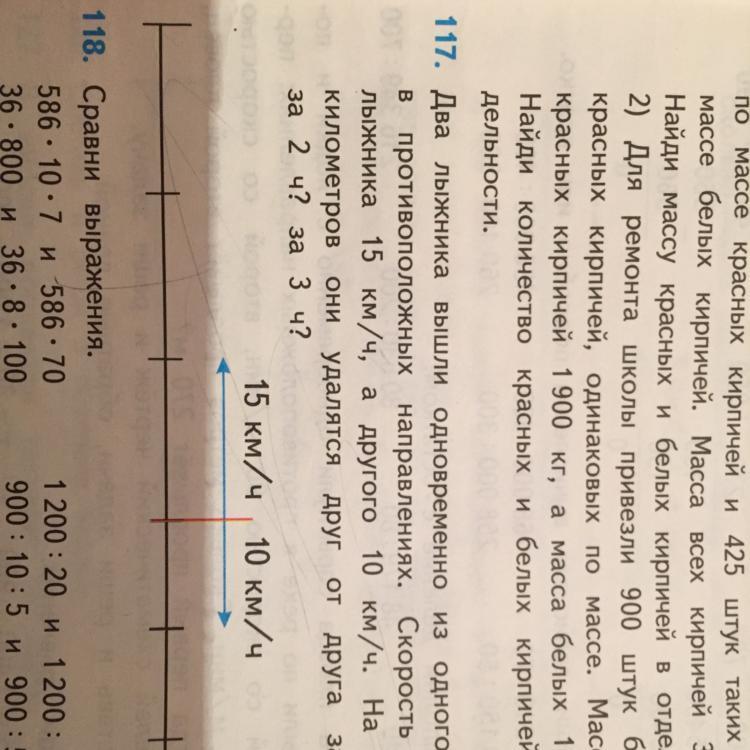 по массе красных кирпичей и 425 штук таких
массе белых кирпичей. Масса всех кирпичей
Найди массу красных и белых кирпичей в отде
2) Для ремонта школы привезли 900 штук б
красных кирпичей, одинаковых по массе. Мас
красных кирпичей 1 900 кг, а масса белых 1
Найди количество красных и белых кирпичей
дельности.
117. Два лыжника вышли одновременно из одного
в противоположных направлениях. Скорость
лыжника 15 км/ч, а другого 10 км/ч. На
километров они удалятся друг от друга за
за 2 ч? за 3 ч?
15 км/ч 10 км/ч
118. Сравни выражения.
586 · 10 · 7 и 586 · 70 1 200 : 20 и 1 200 :
36 · 800 и 36 · 8 · 100 900 : 10 : 5 и 900 :